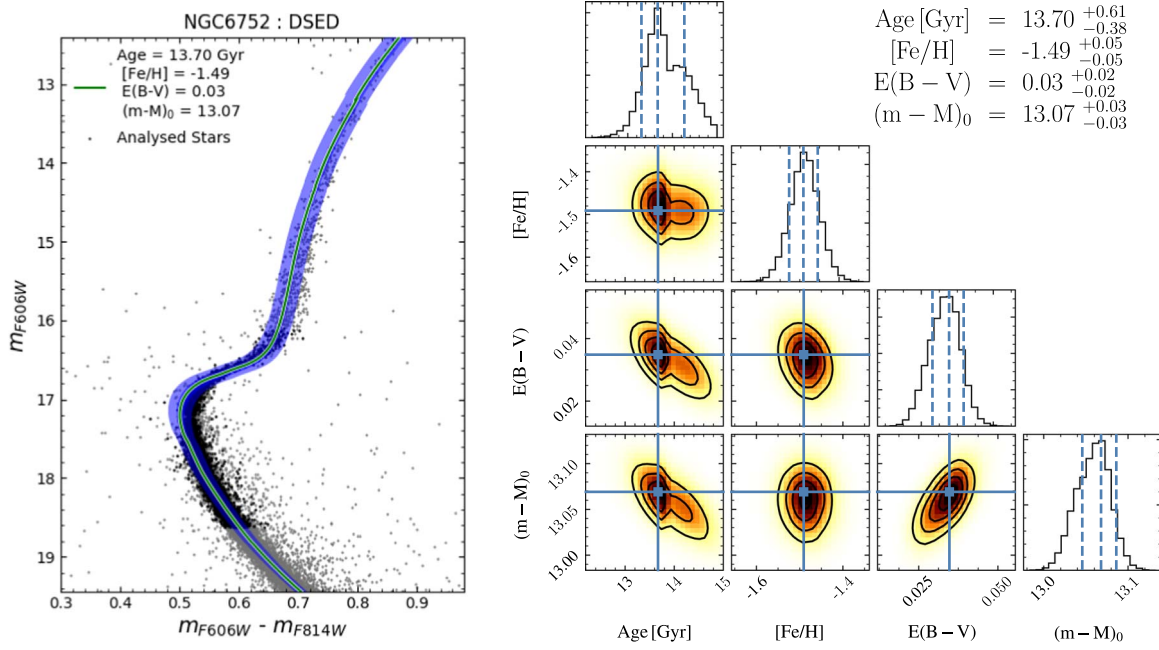 NGC6752 : DSED
Age = 13.70 Gyr
[Fe/H] = -1.49
E(B-V) = 0.03
(m-M)₀ = 13.07
Analysed Stars
m_F606W
13
14
15
16
17
18
19
0.3 0.4 0.5 0.6 0.7 0.8 0.9
m_F606W - m_F814W
Age [Gyr] = 13.70 +0.61 -0.38
[Fe/H] = -1.49 +0.05 -0.05
E(B − V) = 0.03 +0.02 -0.02
(m − M)₀ = 13.07 +0.03 -0.03
[Fe/H]
-1.4
-1.5
-1.6
E(B − V)
0.04
0.02
(m − M)₀
13.10
13.05
13.00
13 14 15
-1.6 -1.4
0.025 0.050
13.0 13.1
Age [Gyr] [Fe/H] E(B − V) (m − M)₀